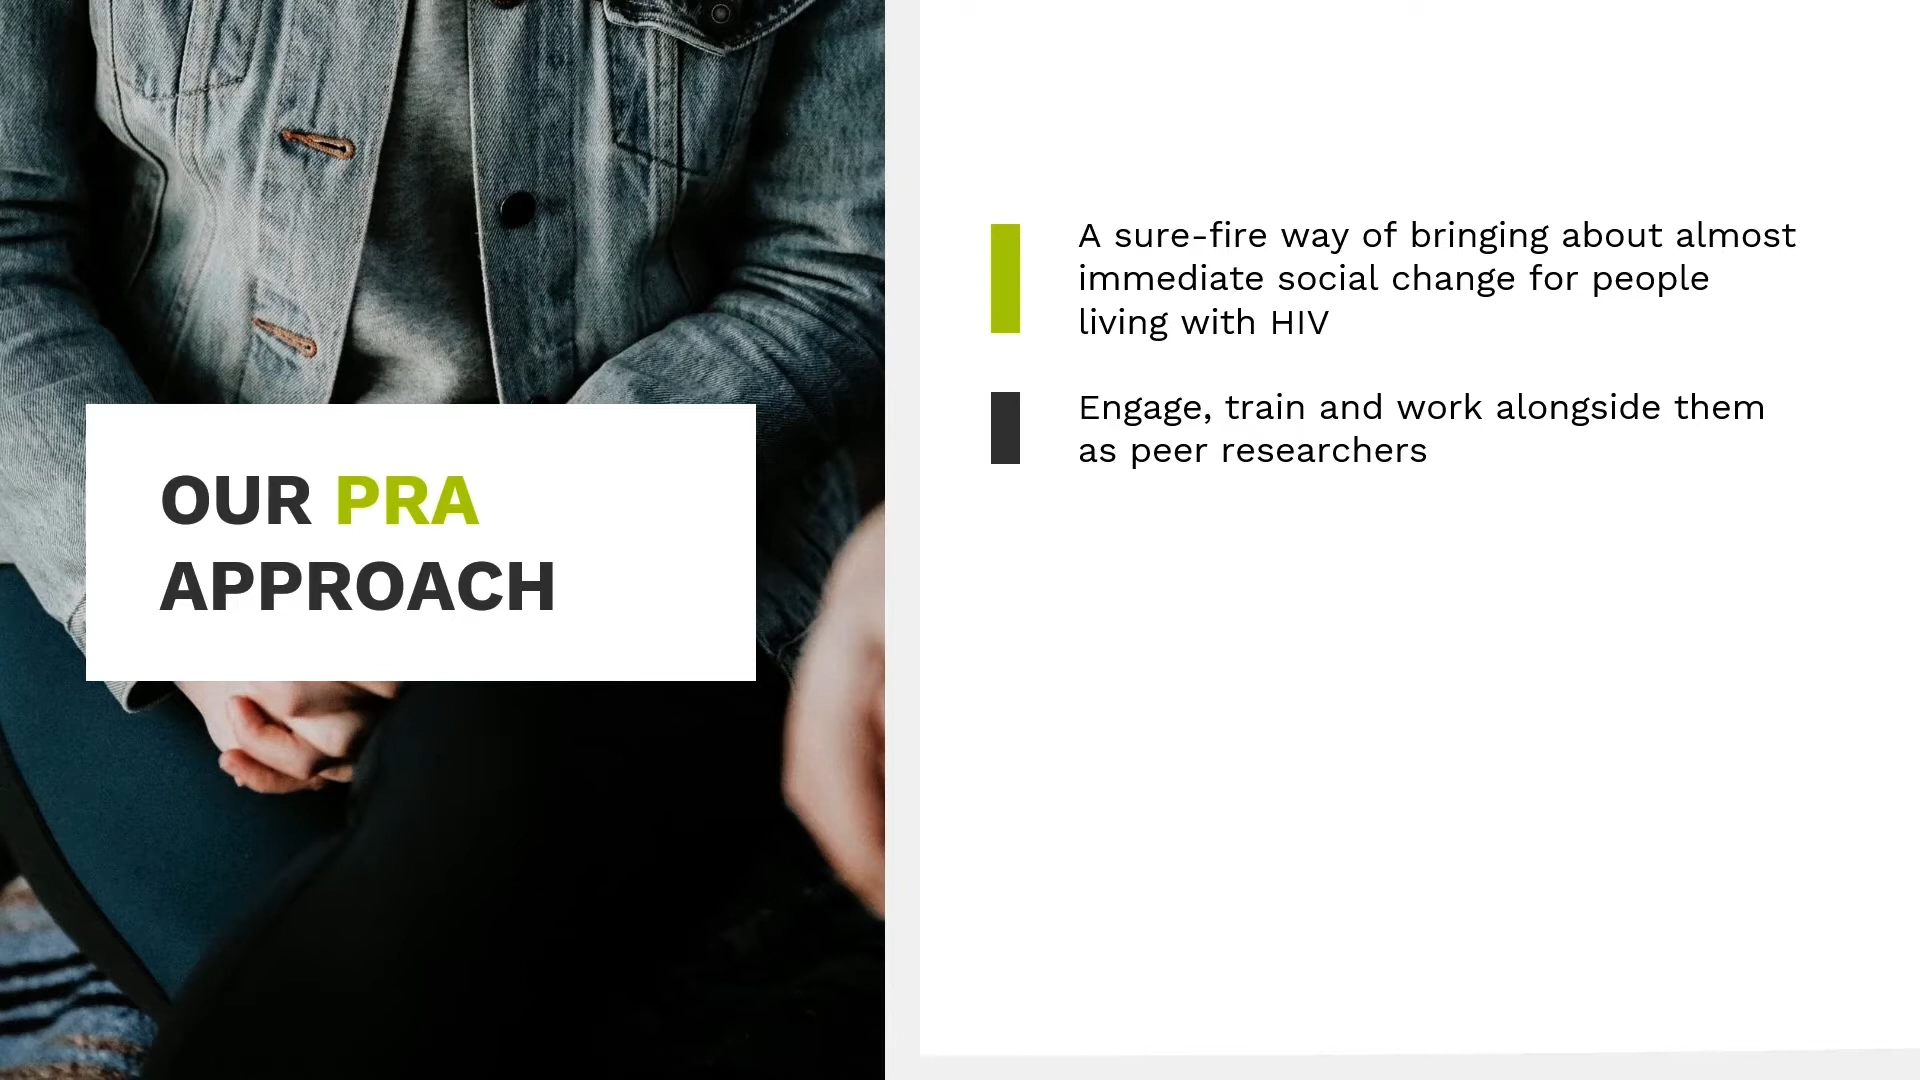 OUR PRA
APPROACH
A sure-fire way of bringing about almost
immediate social change for people
living with HIV
Engage, train and work alongside them
as peer researchers